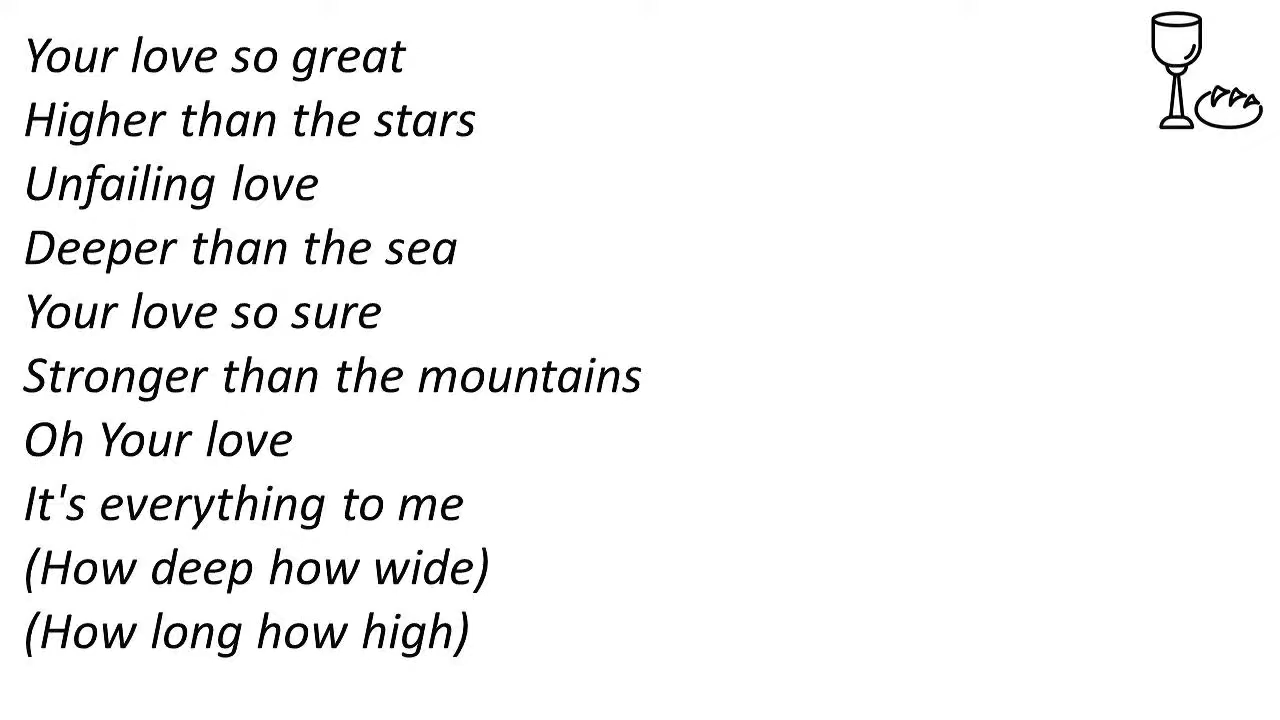 Your love so great
Higher than the stars
Unfailing love
Deeper than the sea
Your love so sure
Stronger than the mountains
Oh Your love
It's everything to me
(How deep how wide)
(How long how high)